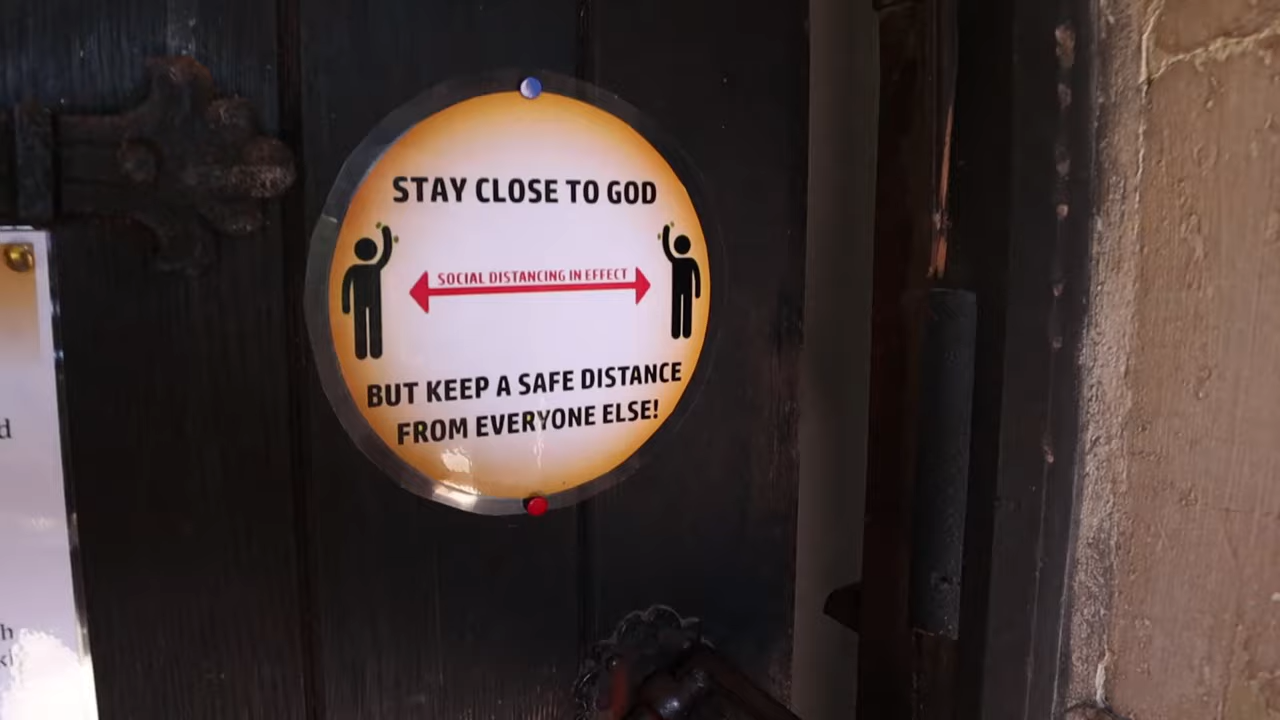 STAY CLOSE TO GOD
SOCIAL DISTANCING IN EFFECT
BUT KEEP A SAFE DISTANCE
FROM EVERYONE ELSE!